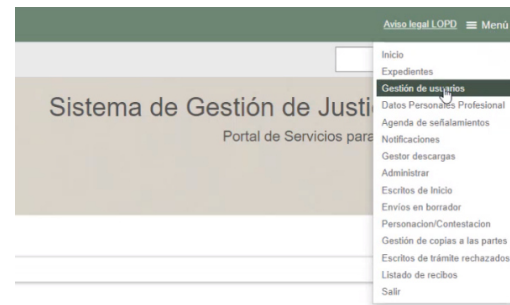 Aviso legal LOPD
Menú
Inicio
Expedientes
Gestión de usuarios
Datos Personales Profesional
Agenda de señalamientos
Notificaciones
Gestor descargas
Administrar
Escritos de Inicio
Envíos en borrador
Personacion/Contestacion
Gestión de copias a las partes
Escritos de trámite rechazados
Listado de recibos
Salir
Sistema de Gestión de Justi
Portal de Servicios para